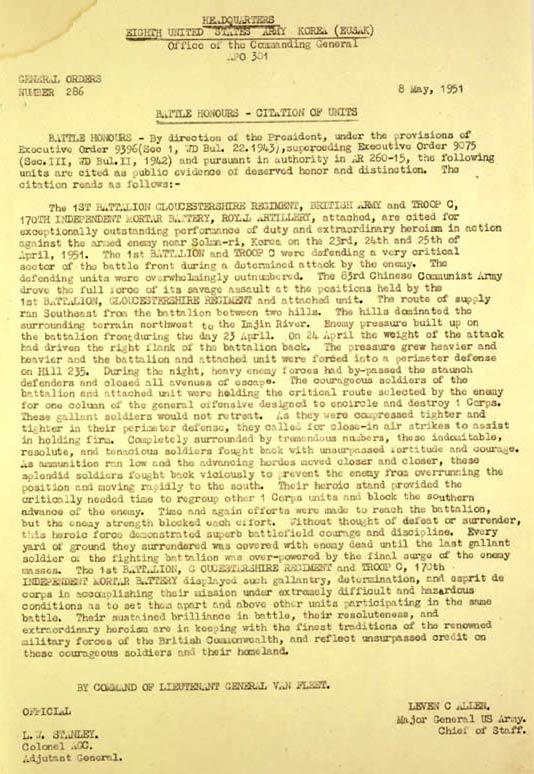 HEADQUARTERS
EIGHTH UNITED STATES ARMY KOREA (EUSAK)
Office of the Commanding General
APO 301
GENERAL ORDERS
NUMBER 286
8 May, 1951
BATTLE HONOURS - CITATION OF UNITS
BATTLE HONOURS - By direction of the President, under the provisions of
Executive Order 9396(Sec 1, WD Bul. 22.1943),superceding Executive Order 9075
(Sec.III, WD Bul.II, 1942) and pursuant in authority in AR 260-15, the following
units are cited as public evidence of deserved honor and distinction. The
citation reads as follows:-
The 1ST BATTALION GLOUCESTERSHIRE REGIMENT, BRITISH ARMY and TROOP C,
170TH INDEPENDENT MORTAR BATTERY, ROYAL ARTILLERY, attached, are cited for
exceptionally outstanding performance of duty and extraordinary heroism in action
against the armed enemy near Solma-ri, Korea on the 23rd, 24th and 25th of
April, 1951. The 1st BATTALION and TROOP C were defending a very critical
sector of the battle front during a determined attack by the enemy. The
defending units were overwhelmingly outnumbered. The 83rd Chinese Communist Army
drove the full force of its savage assault at the positions held by the
1st BATTALION, GLOUCESTERSHIRE REGIMENT and attached unit. The route of supply
ran Southeast from the battalion between two hills. The hills dominated the
surrounding terrain northwest to the Imjin River. Enemy pressure built up on
the battalion front during the day 23 April. On 24 April the weight of the attack
had driven the right flank of the battalion back. The pressure grew heavier and
heavier and the battalion and attached unit were forced into a perimeter defense
on Hill 235. During the night, heavy enemy forces had by-passed the staunch
defenders and closed all avenues of escape. The courageous soldiers of the
battalion and attached unit were holding the critical route selected by the enemy
for one column of the general offensive designed to encircle and destroy 1 Corps.
These gallant soldiers would not retreat. As they were compressed tighter and
tighter in their perimeter defense, they called for close-in air strikes to assist
in holding firm. Completely surrounded by tremendous numbers, these indomitable,
resolute, and tenacious soldiers fought back with unsurpassed fortitude and courage.
As ammunition ran low and the advancing hordes moved closer and closer, these
splendid soldiers fought back viciously to prevent the enemy from overrunning the
position and moving rapidly to the south. Their heroic stand provided the
critically needed time to regroup other 1 Corps units and block the southern
advance of the enemy. Time and again efforts were made to reach the battalion,
but the enemy strength blocked each effort. Without thought of defeat or surrender,
this heroic force demonstrated superb battlefield courage and discipline. Every
yard of ground they surrendered was covered with enemy dead until the last gallant
soldier of the fighting battalion was over-powered by the final surge of the enemy
masses. The 1st BATTALION, G OUCESTERSHIRE REGIMENT and TROOP C, 170th
INDEPENDENT MORTAR BATTERY displayed such gallantry, determination, and esprit de
corps in accomplishing their mission under extremely difficult and hazardous
conditions as to set them apart and above other units participating in the same
battle. Their sustained brilliance in battle, their resoluteness, and
extraordinary heroism are in keeping with the finest traditions of the renowned
military forces of the British Commonwealth, and reflect unsurpassed credit on
these courageous soldiers and their homeland.
BY COMMAND OF LIEUTENANT GENERAL VAN FLEET.
OFFICIAL
LEVEN C ALLEN.
Major General US Army.
Chief of Staff.
L.W. STANLEY.
Colonel AGC.
Adjutant General.